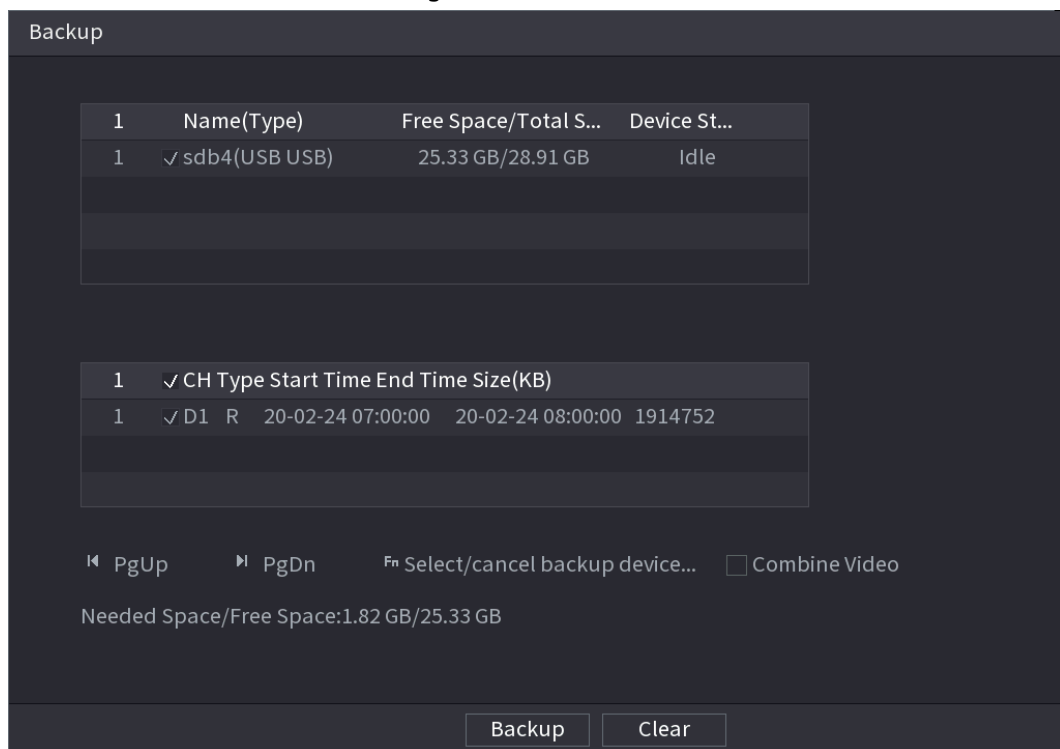 Backup
1 Name(Type) Free Space/Total S... Device St...
1 sdb4(USB USB) 25.33 GB/28.91 GB Idle
1 CH Type Start Time End Time Size(KB)
1 D1 R 20-02-24 07:00:00 20-02-24 08:00:00 1914752
PgUp PgDn Fn Select/cancel backup device... Combine Video
Needed Space/Free Space:1.82 GB/25.33 GB
Backup Clear